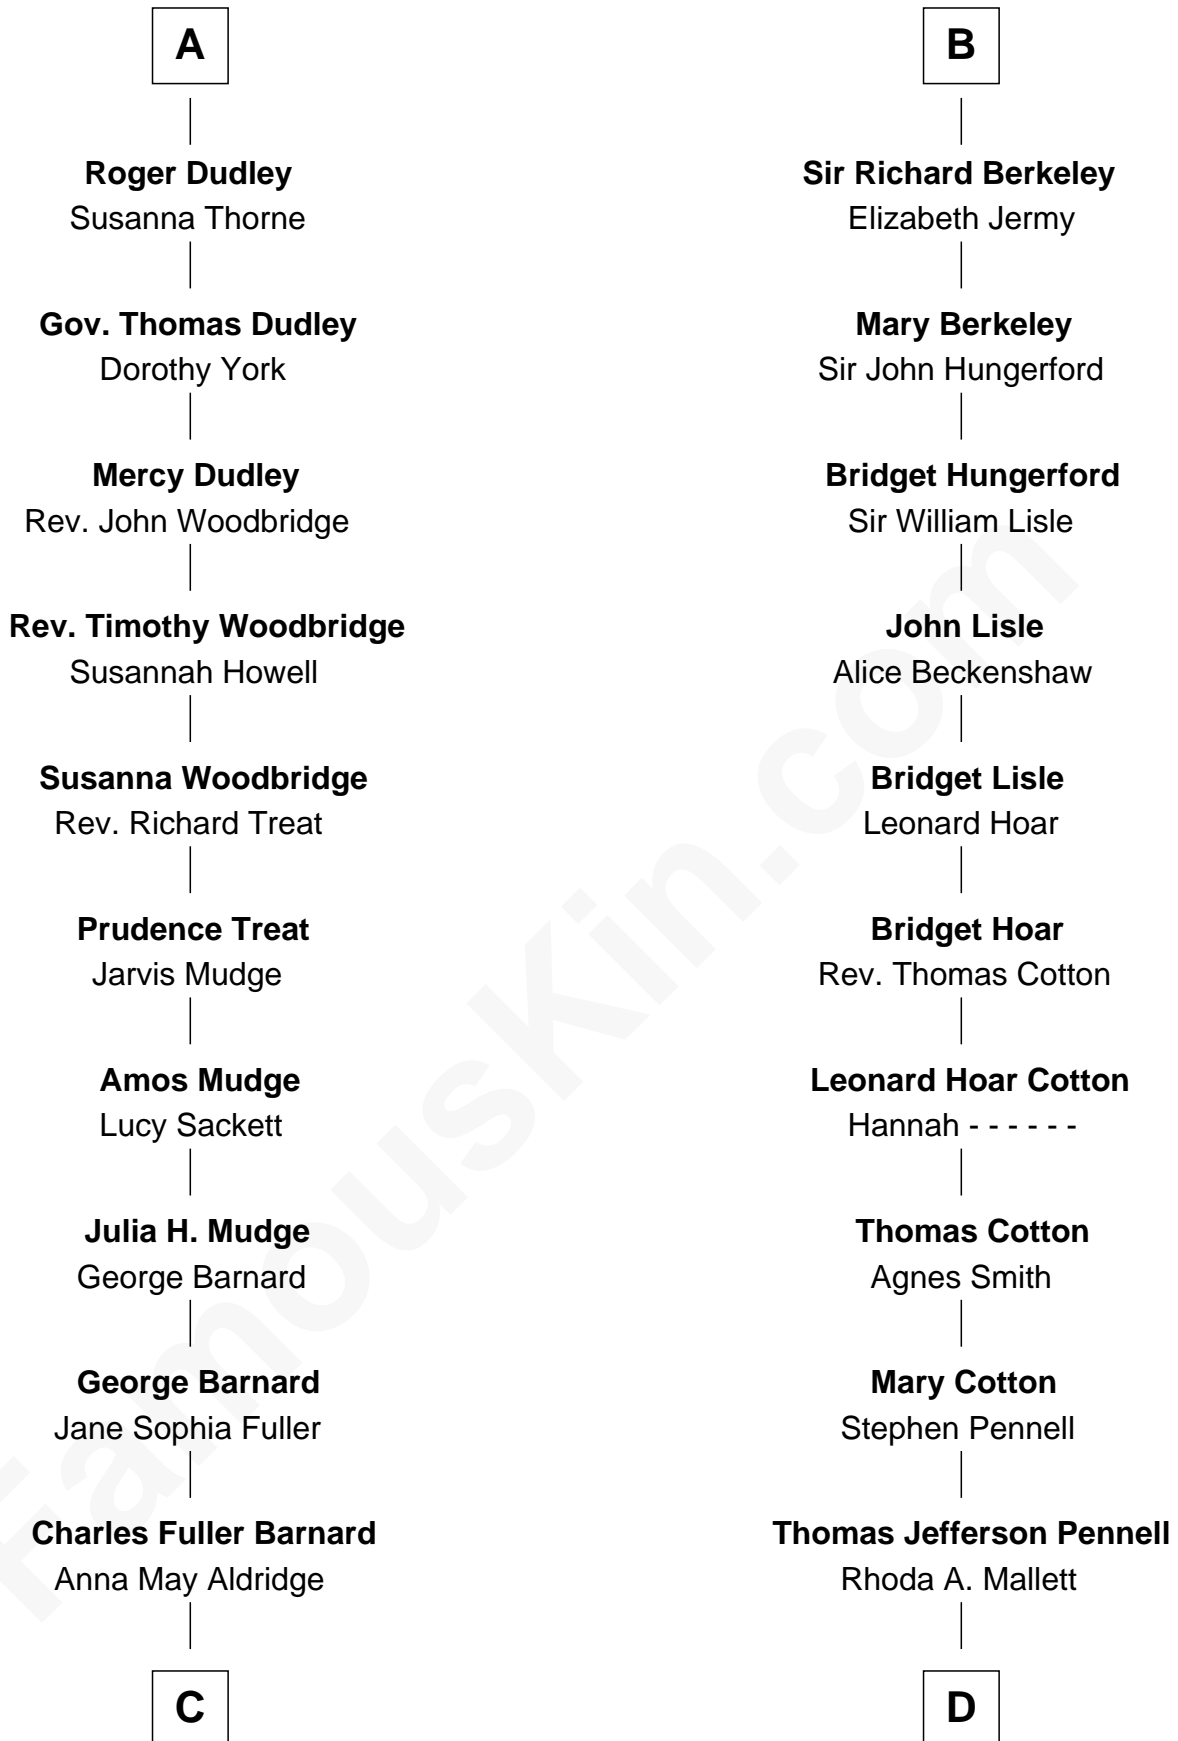 A
Roger Dudley
Susanna Thorne
Gov. Thomas Dudley
Dorothy York
Mercy Dudley
Rev. John Woodbridge
Rev. Timothy Woodbridge
Susannah Howell
Susanna Woodbridge
Rev. Richard Treat
Prudence Treat
Jarvis Mudge
Amos Mudge
Lucy Sackett
Julia H. Mudge
George Barnard
George Barnard
Jane Sophia Fuller
Charles Fuller Barnard
Anna May Aldridge
C
B
Sir Richard Berkeley
Elizabeth Jermy
Mary Berkeley
Sir John Hungerford
Bridget Hungerford
Sir William Lisle
John Lisle
Alice Beckenshaw
Bridget Lisle
Leonard Hoar
Bridget Hoar
Rev. Thomas Cotton
Leonard Hoar Cotton
Hannah - - - - - -
Thomas Cotton
Agnes Smith
Mary Cotton
Stephen Pennell
Thomas Jefferson Pennell
Rhoda A. Mallett
D
FamousKin.com